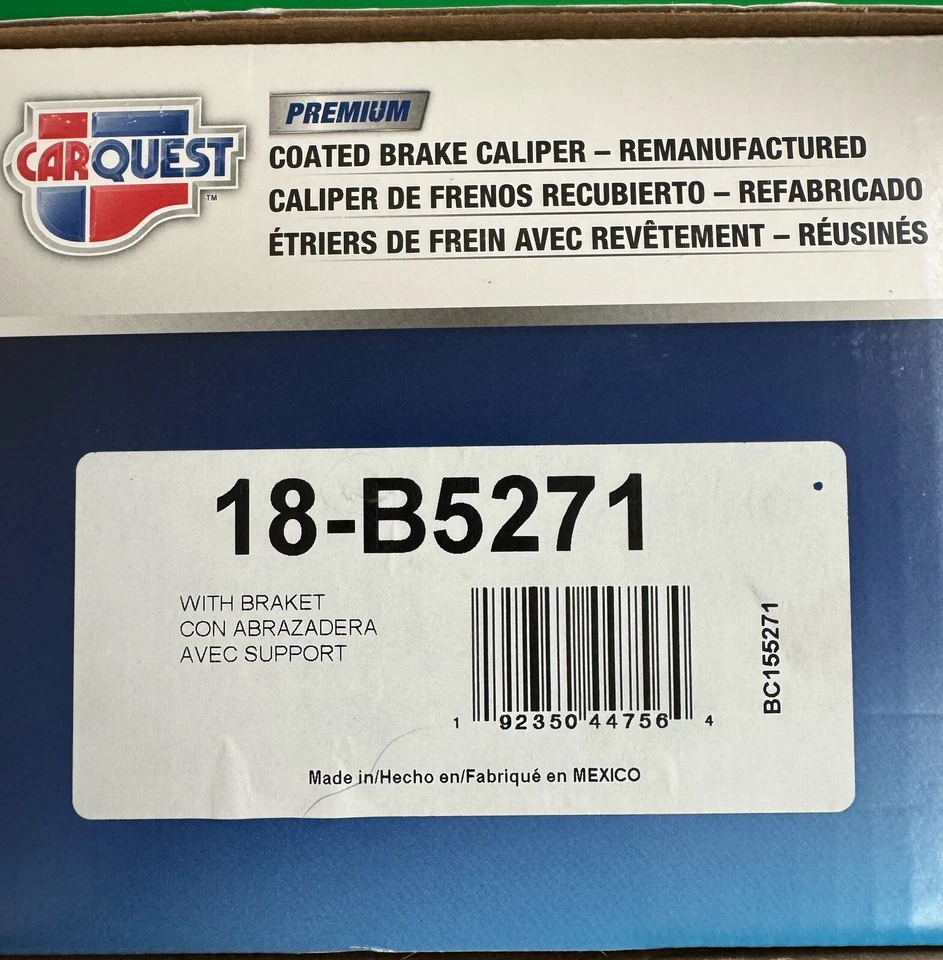 CARQUEST
TM
PREMIUM
COATED BRAKE CALIPER – REMANUFACTURED
CALIPER DE FRENOS RECUBIERTO – REFABRICADO
ÉTRIERS DE FREIN AVEC REVÊTEMENT – RÉUSINÉS
18-B5271
WITH BRAKET
CON ABRAZADERA
AVEC SUPPORT
1 92350 44756 4
BC155271
Made in/Hecho en/Fabriqué en MEXICO